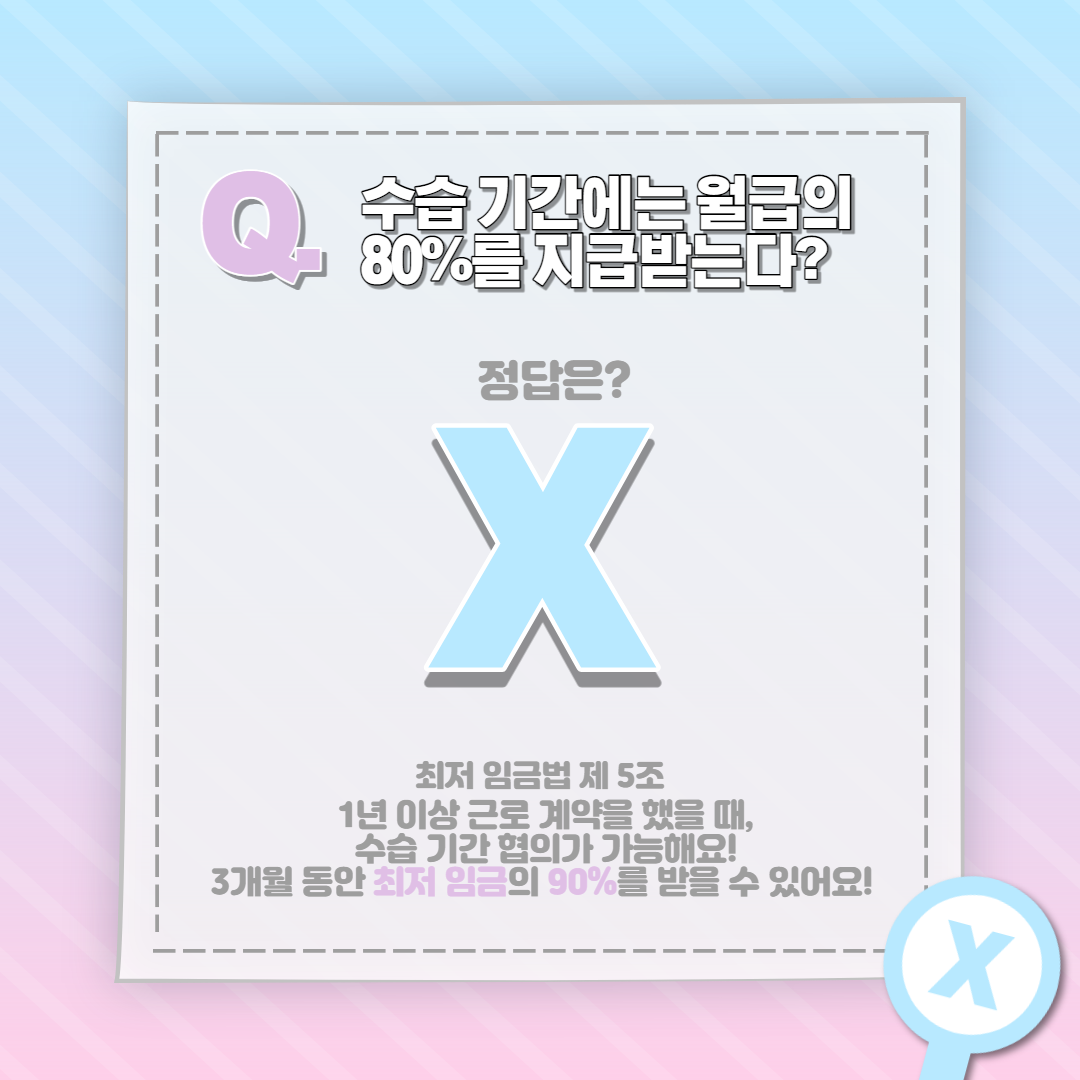 Q 수습 기간에는 월급의
80%를 지급받는다?
정답은?
X
최저 임금법 제 5조
1년 이상 근로 계약을 했을 때,
수습 기간 협의가 가능해요!
3개월 동안 최저 임금의 90%를 받을 수 있어요!
X